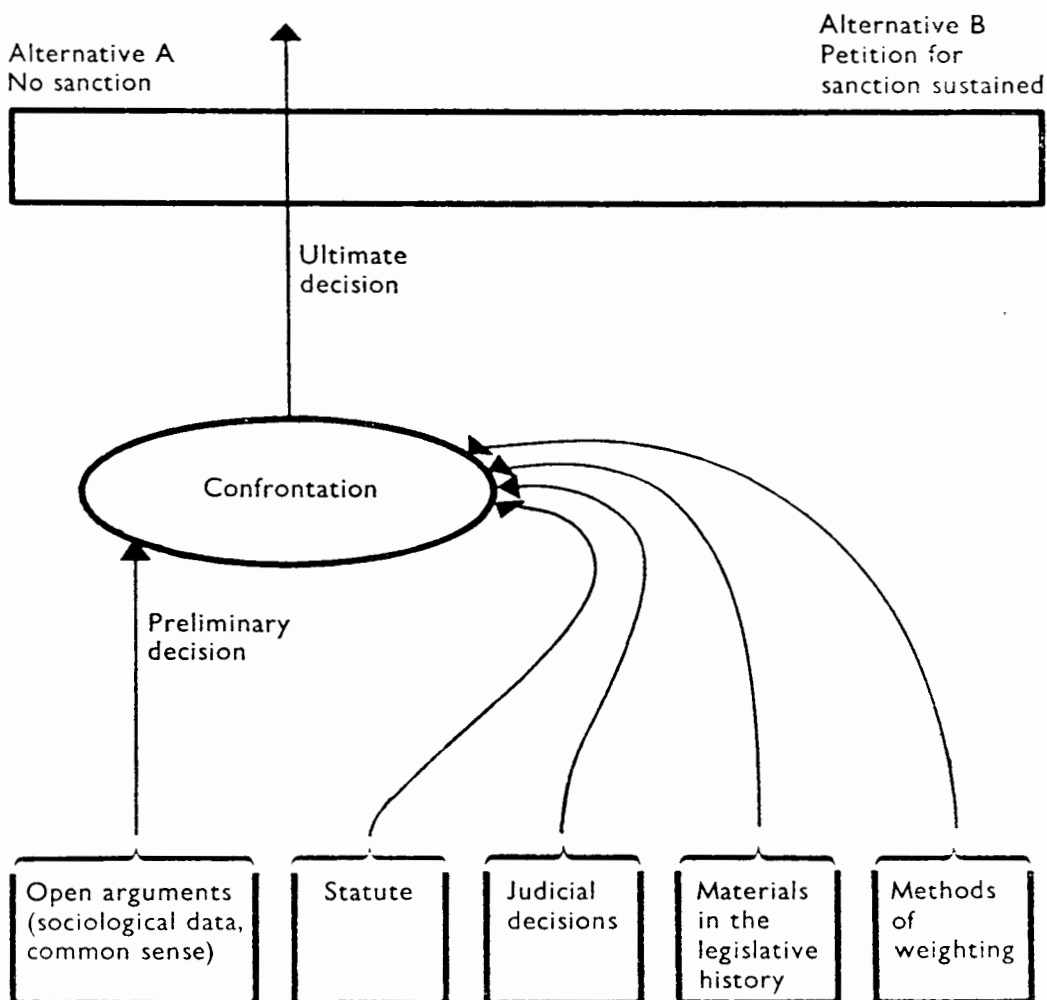 Alternative A
No sanction
Alternative B
Petition for
sanction sustained
Ultimate
decision
Confrontation
Preliminary
decision
Open arguments
(sociological data,
common sense)
Statute
Judicial
decisions
Materials
in the
legislative
history
Methods
of
weighting